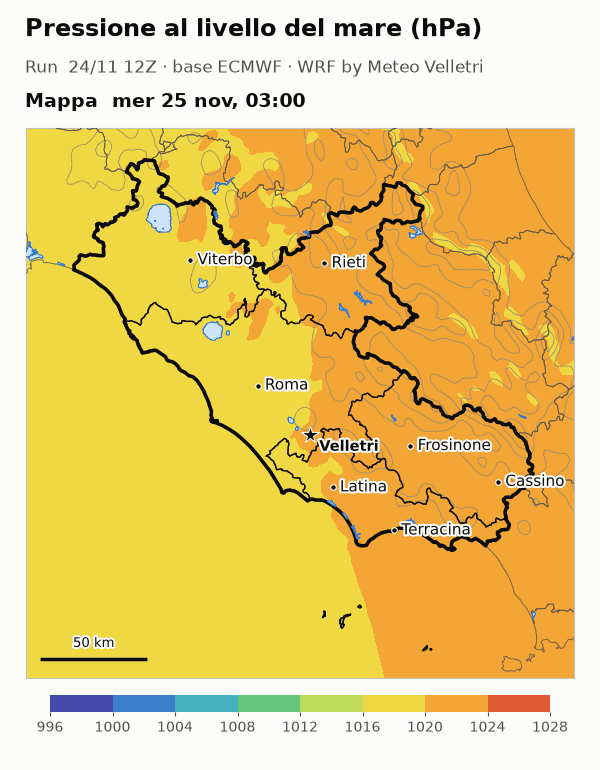 Pressione al livello del mare (hPa)
Run  24/11 12Z · base ECMWF · WRF by Meteo Velletri
Mappa  mer 25 nov, 03:00
Viterbo
Rieti
Roma
Velletri
Frosinone
Cassino
Latina
Terracina
50 km
996 1000 1004 1008 1012 1016 1020 1024 1028